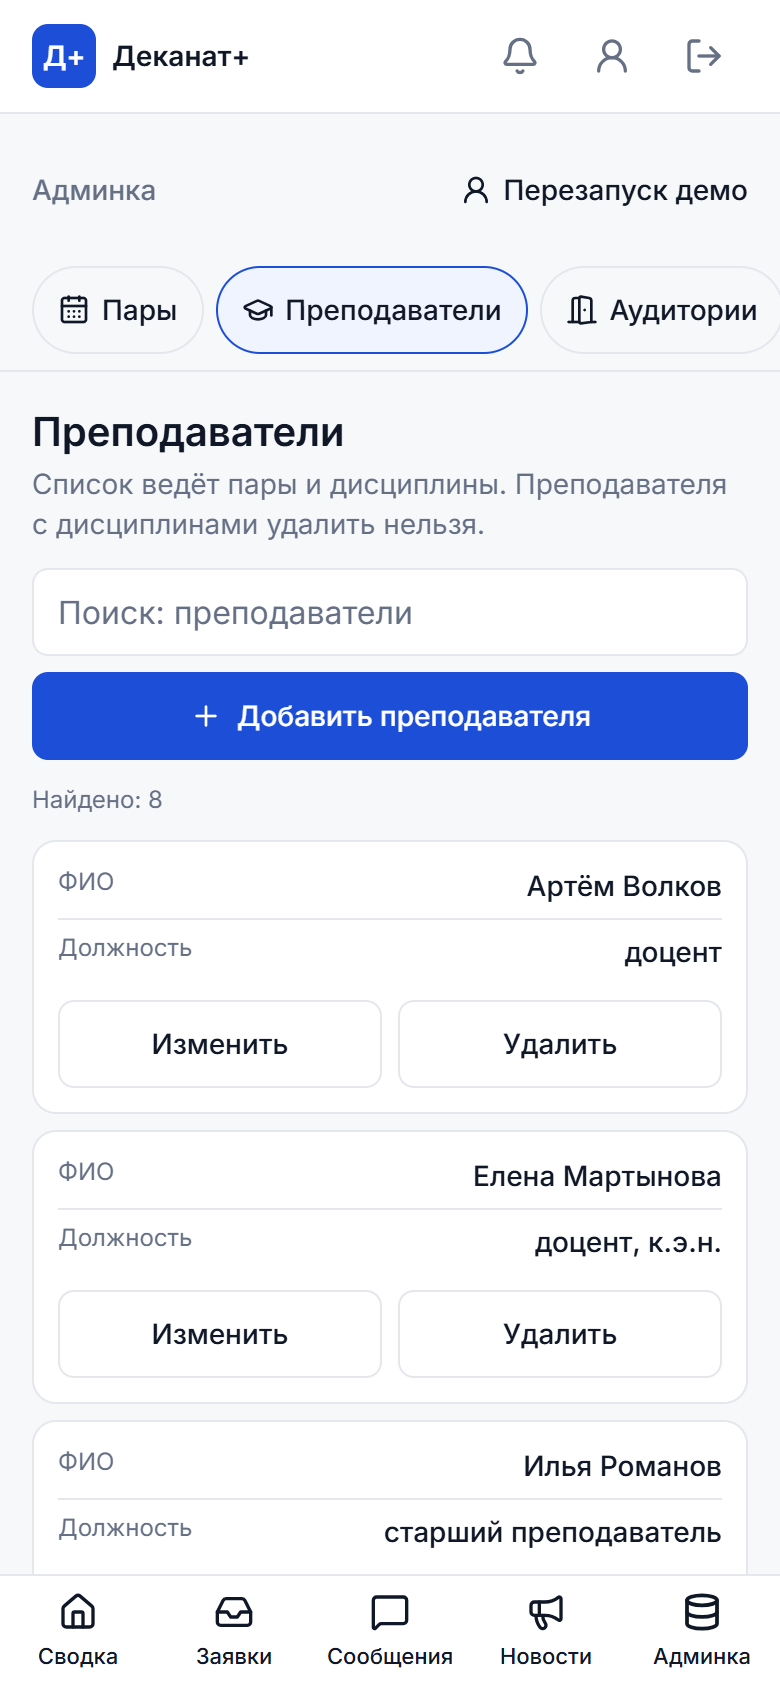 Д+ Деканат+
Админка Перезапуск демо
Пары Преподаватели Аудитории
Преподаватели
Список ведёт пары и дисциплины. Преподавателя
с дисциплинами удалить нельзя.
Поиск: преподаватели
+ Добавить преподавателя
Найдено: 8
ФИО Артём Волков
Должность доцент
Изменить Удалить
ФИО Елена Мартынова
Должность доцент, к.э.н.
Изменить Удалить
ФИО Илья Романов
Должность старший преподаватель
Сводка Заявки Сообщения Новости Админка